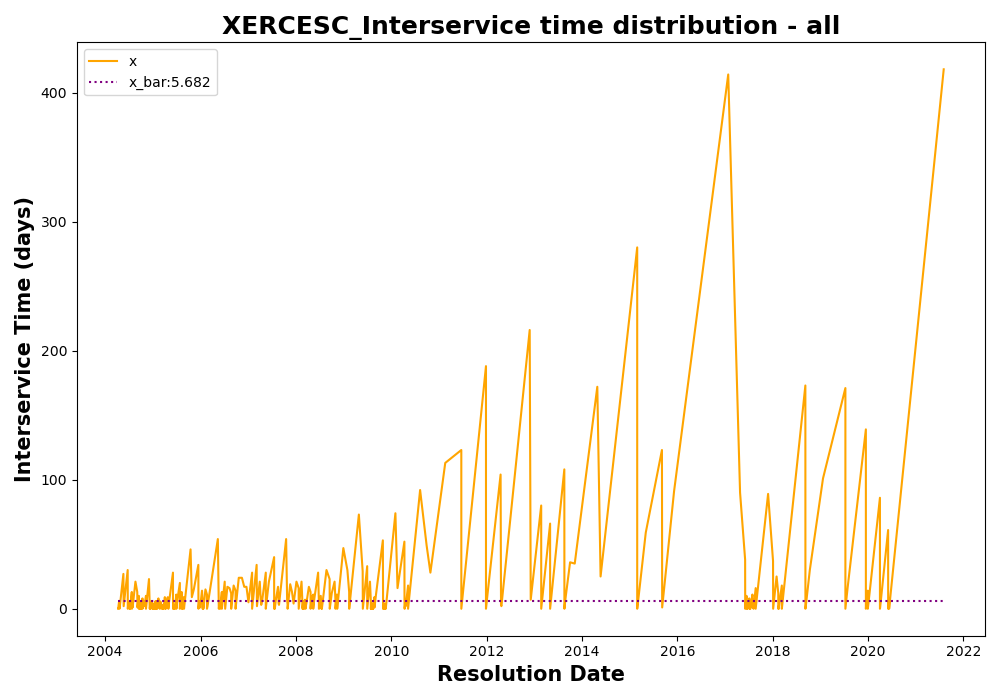 XERCESC_Interservice time distribution - all
x
x_bar:5.682
Interservice Time (days)
400
300
200
100
0
2004 2006 2008 2010 2012 2014 2016 2018 2020 2022
Resolution Date